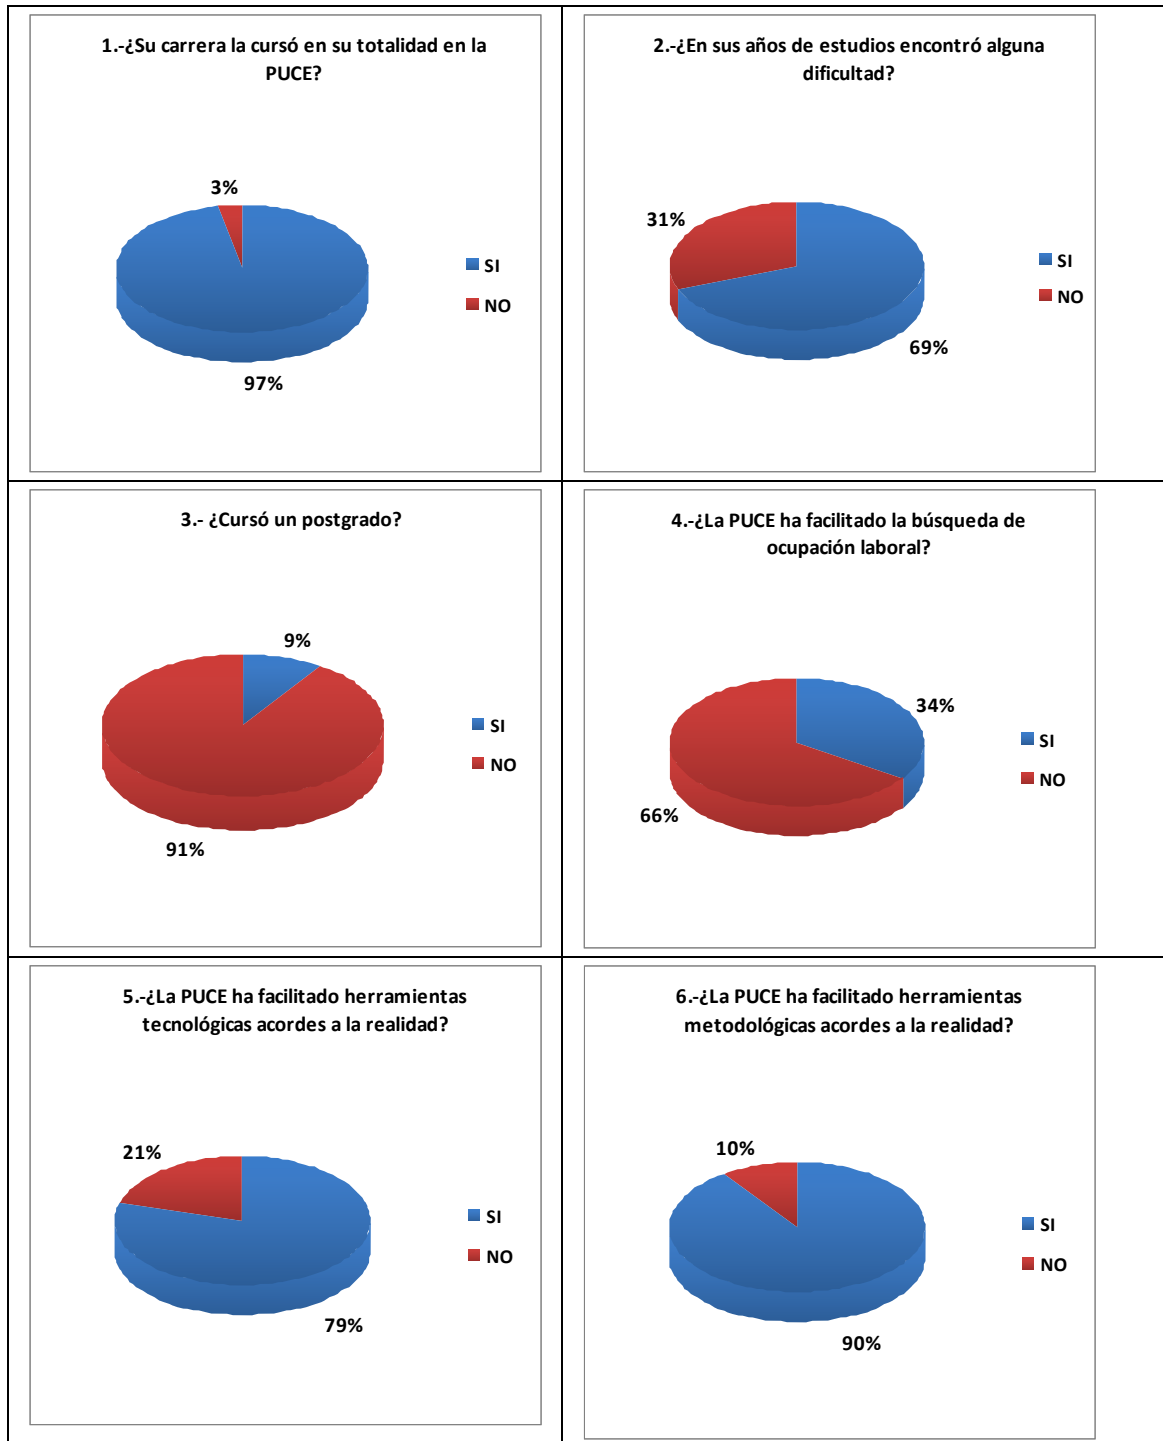 1.-¿Su carrera la cursó en su totalidad en la
PUCE?
3%
SI
NO
97%
2.-¿En sus años de estudios encontró alguna
dificultad?
31%
SI
NO
69%
3.- ¿Cursó un postgrado?
9%
SI
NO
91%
4.-¿La PUCE ha facilitado la búsqueda de
ocupación laboral?
34%
SI
NO
66%
5.-¿La PUCE ha facilitado herramientas
tecnológicas acordes a la realidad?
21%
SI
NO
79%
6.-¿La PUCE ha facilitado herramientas
metodológicas acordes a la realidad?
10%
SI
NO
90%